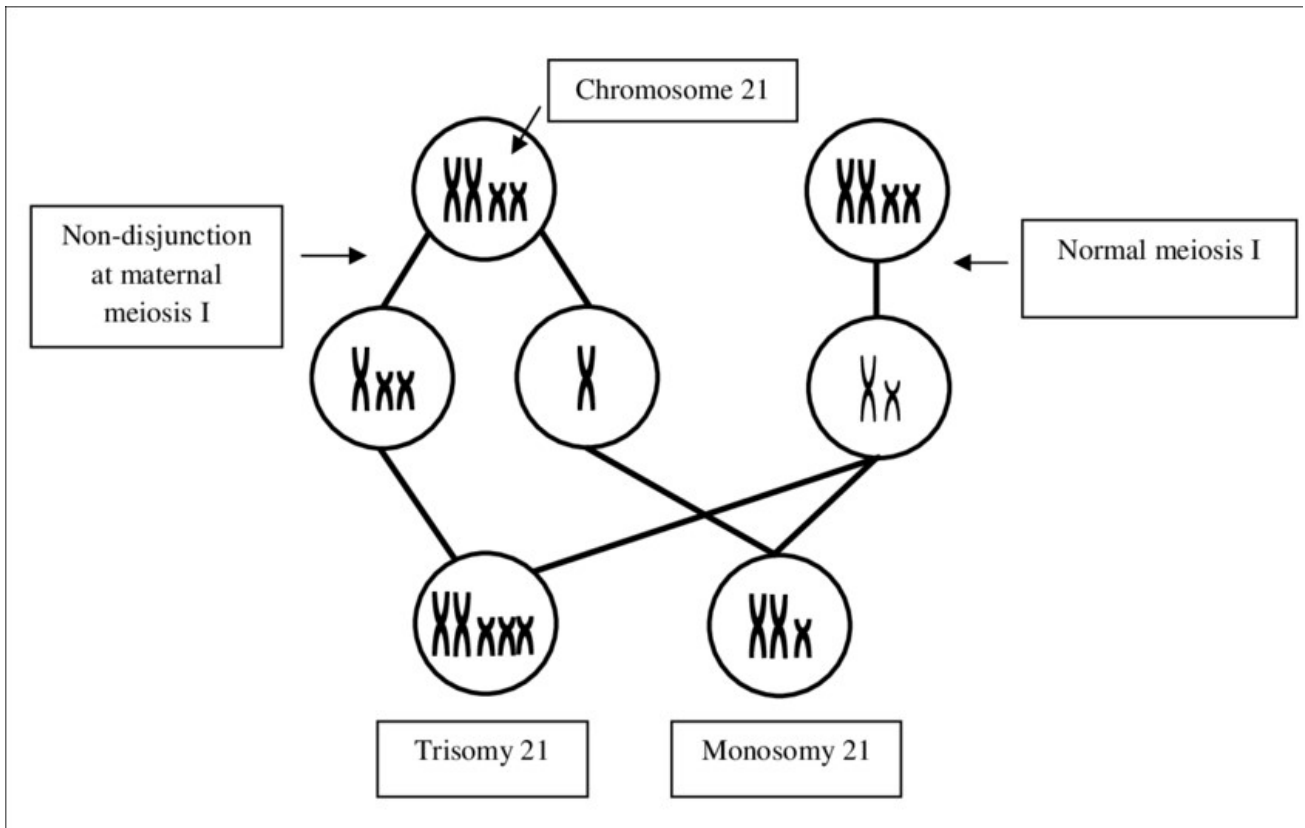 Chromosome 21
Non-disjunction
at maternal
meiosis I
Normal meiosis I
Trisomy 21
Monosomy 21